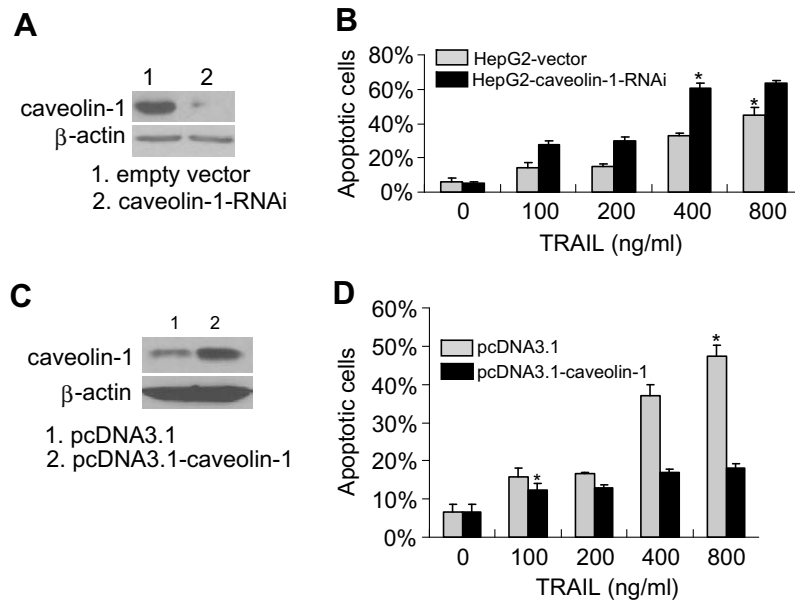 A
1 2
caveolin-1
β-actin
1. empty vector
2. caveolin-1-RNAi
B
80%
60%
40%
20%
0%
Apoptotic cells
HepG2-vector
HepG2-caveolin-1-RNAi
*
*
0 100 200 400 800
TRAIL (ng/ml)
C
1 2
caveolin-1
β-actin
1. pcDNA3.1
2. pcDNA3.1-caveolin-1
D
60%
50%
40%
30%
20%
10%
0%
Apoptotic cells
pcDNA3.1
pcDNA3.1-caveolin-1
*
*
0 100 200 400 800
TRAIL (ng/ml)